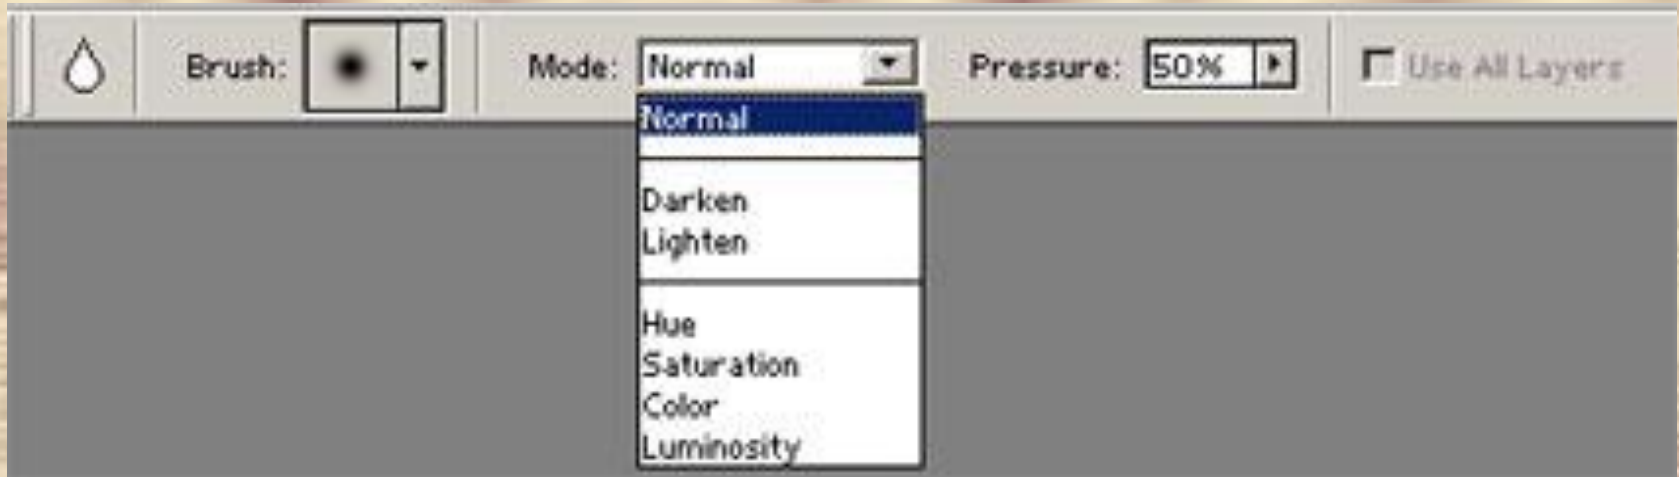 Brush: Mode: Normal Pressure: 50% Use All Layers
Normal
Darken
Lighten
Hue
Saturation
Color
Luminosity